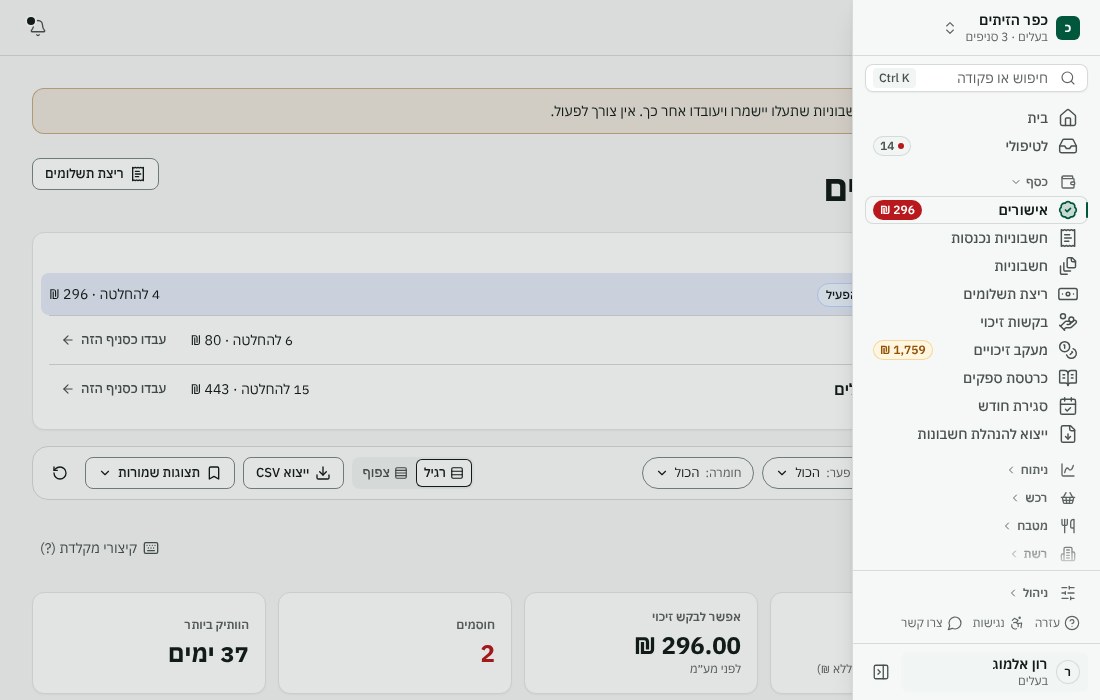 כ
כפר הזיתים
בעלים · 3 סניפים
חיפוש או פקודה
Ctrl K
בית
לטיפולי
14
כסף
אישורים
296 ₪
חשבוניות נכנסות
חשבוניות
ריצת תשלומים
בקשות זיכוי
מעקב זיכויים
1,759 ₪
כרטסת ספקים
סגירת חודש
ייצוא להנהלת חשבונות
ניתוח
רכש
מטבח
רשת
ניהול
עזרה
נגישות
צרו קשר
ר
רון אלמוג
בעלים
שתעלו יישמרו ויעובדו אחר כך. אין צורך לפעול.
ריצת תשלומים
4 להחלטה · 296 ₪
6 להחלטה · 80 ₪
עבדו כסניף הזה
15 להחלטה · 443 ₪
עבדו כסניף הזה
פער: הכול
חומרה: הכול
רגיל
צפוף
ייצוא CSV
תצוגות שמורות
קיצורי מקלדת (?)
ללא ₪)
אפשר לבקש זיכוי
296.00 ₪
לפני מע״מ
חוסמים
2
הוותיק ביותר
37 ימים